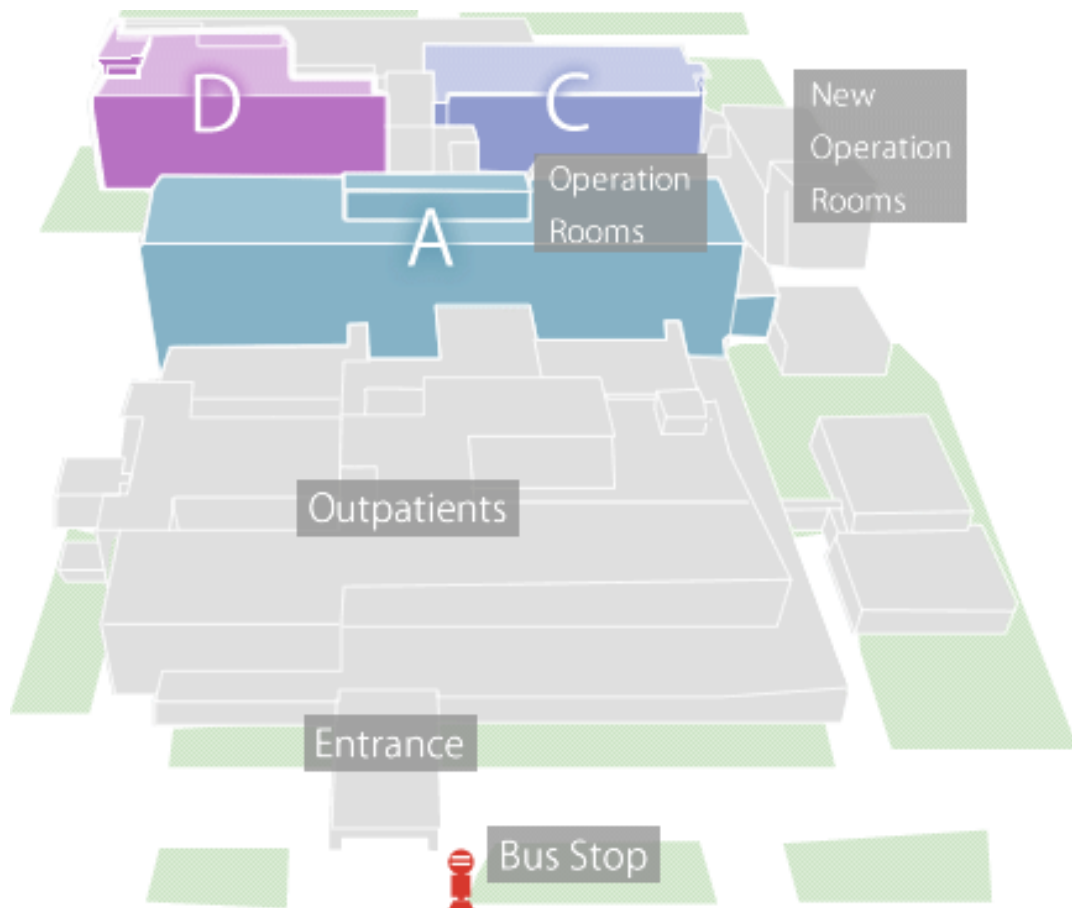 D
C
New
Operation
Rooms
Operation
Rooms
A
Outpatients
Entrance
Bus Stop